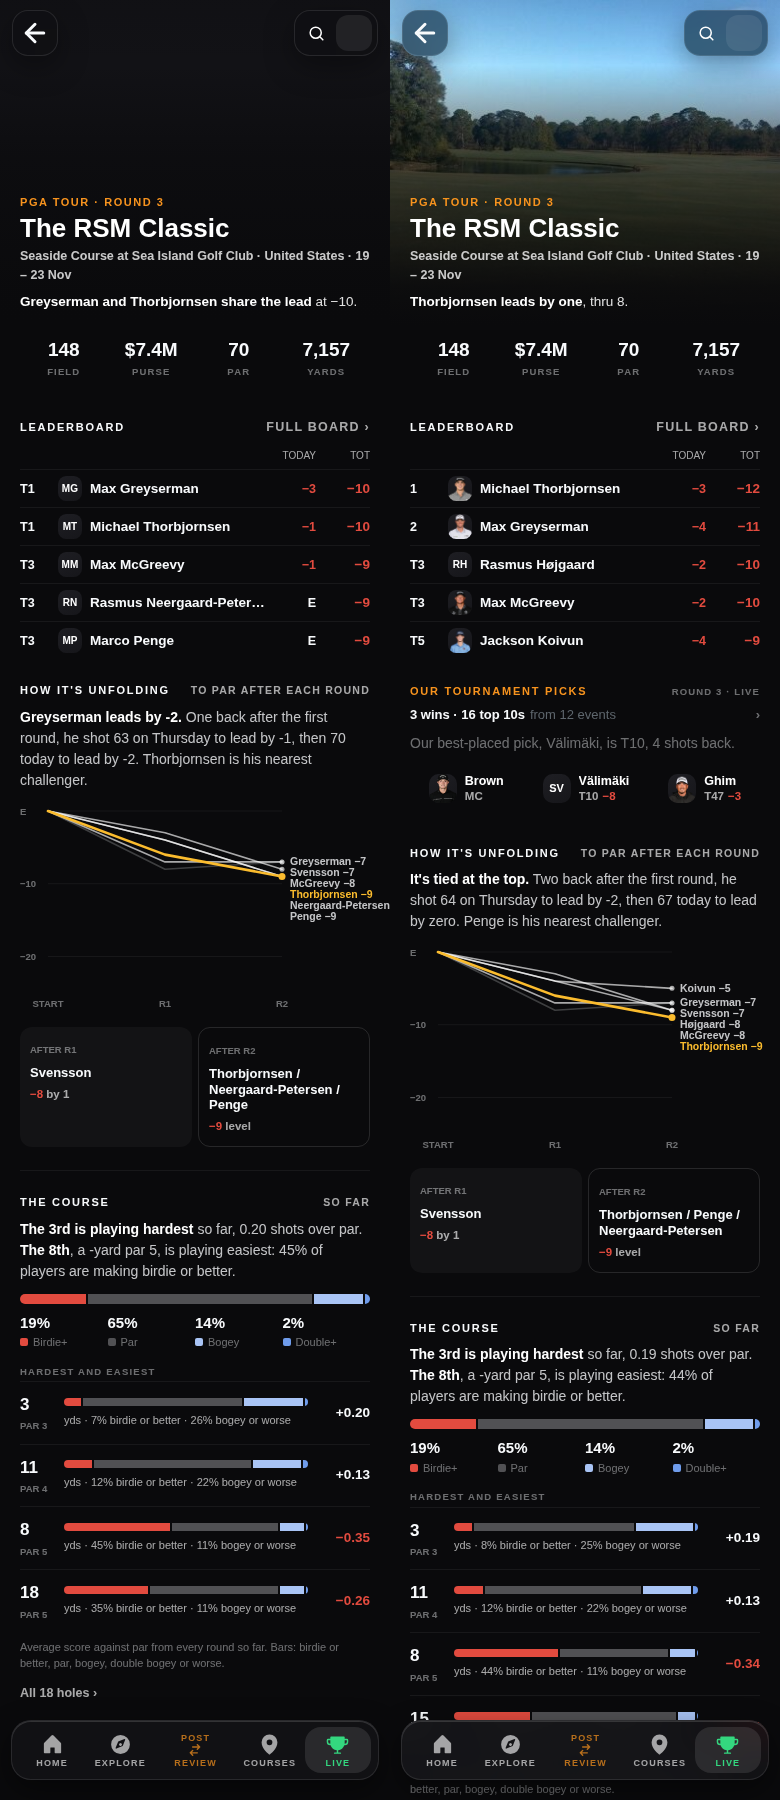 PGA TOUR · ROUND 3
The RSM Classic
Seaside Course at Sea Island Golf Club · United States · 19
– 23 Nov
Greyserman and Thorbjornsen share the lead at −10.
148 $7.4M 70 7,157
FIELD PURSE PAR YARDS
LEADERBOARD FULL BOARD ›
TODAY TOT
T1 MG Max Greyserman −3 −10
T1 MT Michael Thorbjornsen −1 −10
T3 MM Max McGreevy −1 −9
T3 RN Rasmus Neergaard-Peter... E −9
T3 MP Marco Penge E −9
HOW IT'S UNFOLDING TO PAR AFTER EACH ROUND
Greyserman leads by -2. One back after the first
round, he shot 63 on Thursday to lead by -1, then 70
today to lead by -2. Thorbjornsen is his nearest
challenger.
E
−10
−20
Greyserman −7
Svensson −7
McGreevy −8
Thorbjornsen −9
Neergaard-Petersen
Penge −9
START R1 R2
AFTER R1
Svensson
−8 by 1
AFTER R2
Thorbjornsen /
Neergaard-Petersen /
Penge
−9 level
THE COURSE SO FAR
The 3rd is playing hardest so far, 0.20 shots over par.
The 8th, a -yard par 5, is playing easiest: 45% of
players are making birdie or better.
19% 65% 14% 2%
Birdie+ Par Bogey Double+
HARDEST AND EASIEST
3
PAR 3
yds · 7% birdie or better · 26% bogey or worse
+0.20
11
PAR 4
yds · 12% birdie or better · 22% bogey or worse
+0.13
8
PAR 5
yds · 45% birdie or better · 11% bogey or worse
−0.35
18
PAR 5
yds · 35% birdie or better · 11% bogey or worse
−0.26
Average score against par from every round so far. Bars: birdie or
better, par, bogey, double bogey or worse.
All 18 holes ›
HOME EXPLORE POST REVIEW COURSES LIVE
PGA TOUR · ROUND 3
The RSM Classic
Seaside Course at Sea Island Golf Club · United States · 19
– 23 Nov
Thorbjornsen leads by one, thru 8.
148 $7.4M 70 7,157
FIELD PURSE PAR YARDS
LEADERBOARD FULL BOARD ›
TODAY TOT
1 Michael Thorbjornsen −3 −12
2 Max Greyserman −4 −11
T3 RH Rasmus Højgaard −2 −10
T3 Max McGreevy −2 −10
T5 Jackson Koivun −4 −9
OUR TOURNAMENT PICKS ROUND 3 · LIVE
3 wins · 16 top 10s from 12 events ›
Our best-placed pick, Välimäki, is T10, 4 shots back.
Brown
MC
SV Välimäki
T10 −8
Ghim
T47 −3
HOW IT'S UNFOLDING TO PAR AFTER EACH ROUND
It's tied at the top. Two back after the first round, he
shot 64 on Thursday to lead by -2, then 67 today to lead
by zero. Penge is his nearest challenger.
E
−10
−20
Koivun −5
Greyserman −7
Svensson −7
Højgaard −8
McGreevy −8
Thorbjornsen −9
START R1 R2
AFTER R1
Svensson
−8 by 1
AFTER R2
Thorbjornsen / Penge /
Neergaard-Petersen
−9 level
THE COURSE SO FAR
The 3rd is playing hardest so far, 0.19 shots over par.
The 8th, a -yard par 5, is playing easiest: 44% of
players are making birdie or better.
19% 65% 14% 2%
Birdie+ Par Bogey Double+
HARDEST AND EASIEST
3
PAR 3
yds · 8% birdie or better · 25% bogey or worse
+0.19
11
PAR 4
yds · 12% birdie or better · 22% bogey or worse
+0.13
8
PAR 5
yds · 44% birdie or better · 11% bogey or worse
−0.34
15
HOME EXPLORE POST REVIEW COURSES LIVE
better, par, bogey, double bogey or worse.